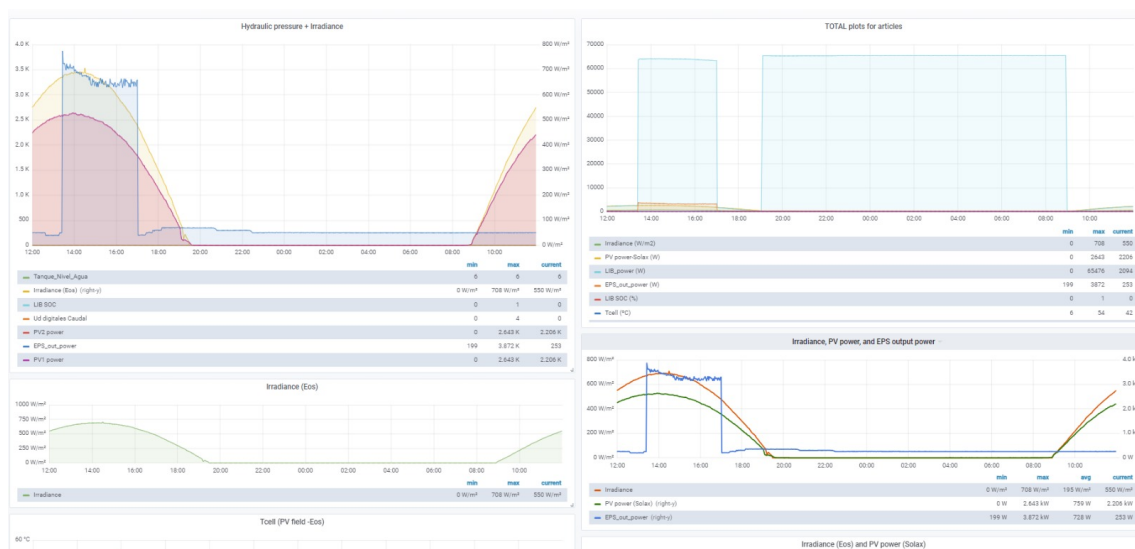 Hydraulic pressure + Irradiance
4.0 K
3.5 K
3.0 K
2.5 K
2.0 K
1.5 K
1.0 K
500
0
800 W/m²
700 W/m²
600 W/m²
500 W/m²
400 W/m²
300 W/m²
200 W/m²
100 W/m²
0 W/m²
12:00 14:00 16:00 18:00 20:00 22:00 00:00 02:00 04:00 06:00 08:00 10:00
min max current
Tanque_Nivel_Agua 6 6 6
Irradiance (Eos) (right-y) 0 W/m² 708 W/m² 550 W/m²
LIB SOC 0 1 0
Ud digitales Caudal 0 4 0
PV2 power 0 2.643 K 2.206 K
EPS_out_power 199 3.872 K 253
PV1 power 0 2.643 K 2.206 K
Irradiance (Eos)
1000 W/m²
750 W/m²
500 W/m²
250 W/m²
0 W/m²
12:00 14:00 16:00 18:00 20:00 22:00 00:00 02:00 04:00 06:00 08:00 10:00
min max current
Irradiance 0 W/m² 708 W/m² 550 W/m²
Tcell (PV field -Eos)
60 °C
TOTAL plots for articles
70000
60000
50000
40000
30000
20000
10000
0
12:00 14:00 16:00 18:00 20:00 22:00 00:00 02:00 04:00 06:00 08:00 10:00
min max current
Irradiance (W/m2) 0 708 550
PV power-Solax (W) 0 2643 2206
LIB_power (W) 0 65476 2094
EPS_out_power (W) 199 3872 253
LIB SOC (%) 0 1 0
Tcell (ºC) 6 54 42
Irradiance, PV power, and EPS output power
800 W/m²
600 W/m²
400 W/m²
200 W/m²
0 W/m²
4.0 k
3.0 k
2.0 k
1.0 k
0 W
12:00 14:00 16:00 18:00 20:00 22:00 00:00 02:00 04:00 06:00 08:00 10:00
min max avg current
Irradiance 0 W/m² 708 W/m² 195 W/m² 550 W/m²
PV power (Solax) (right-y) 0 W 2.643 kW 759 W 2.206 kW
EPS_out_power (right-y) 199 W 3.872 kW 728 W 253 W
Irradiance (Eos) and PV power (Solax)